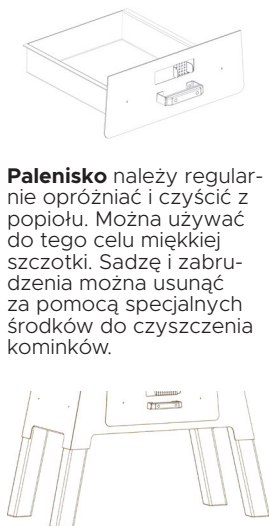 Palenisko należy regular-
nie opróżniać i czyścić z
popiołu. Można używać
do tego celu miękkiej
szczotki. Sadzę i zabru-
dzenia można usunąć
za pomocą specjalnych
środków do czyszczenia
kominków.